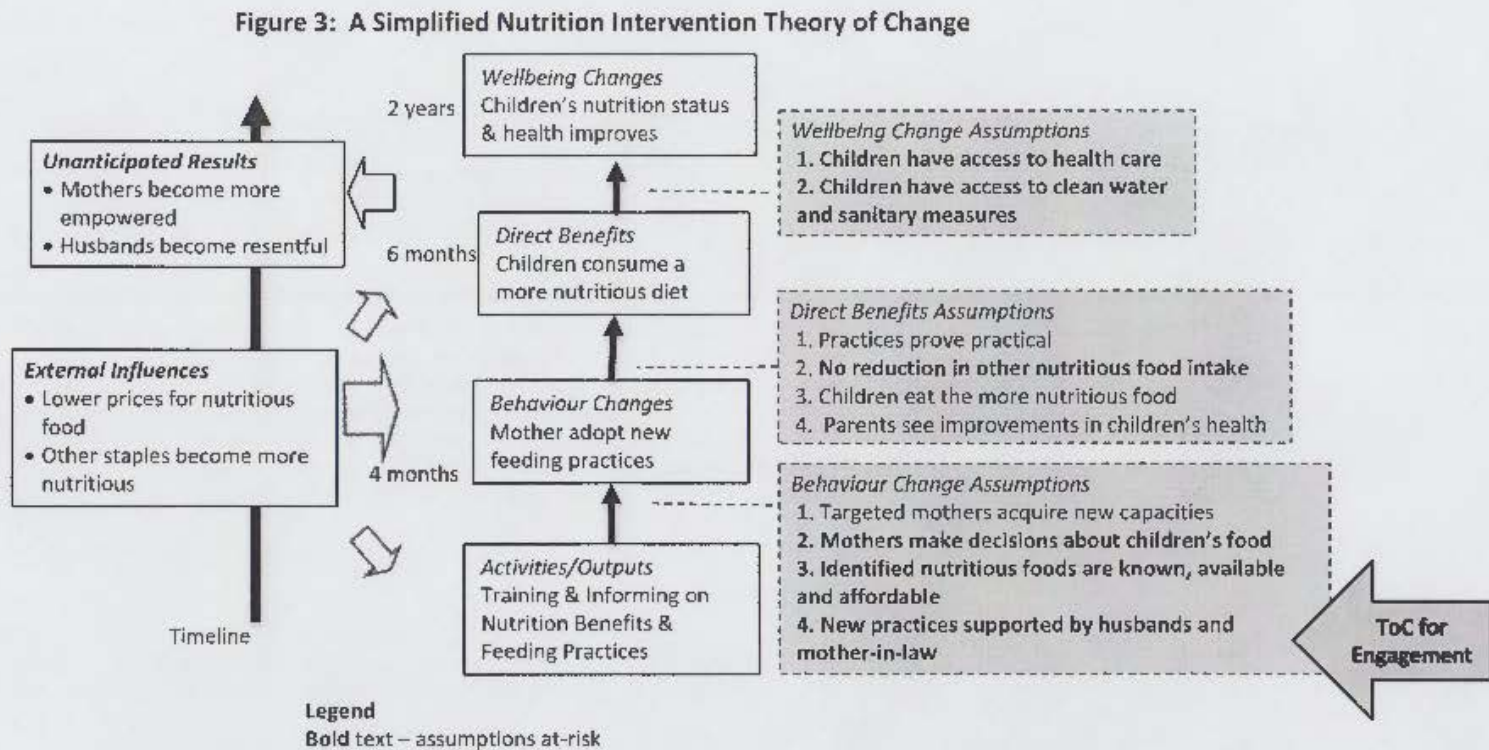 Figure 3: A Simplified Nutrition Intervention Theory of Change
Wellbeing Changes
Children's nutrition status
& health improves
2 years
Wellbeing Change Assumptions
1. Children have access to health care
2. Children have access to clean water
and sanitary measures
Unanticipated Results
• Mothers become more
empowered
• Husbands become resentful
6 months
Direct Benefits
Children consume a
more nutritious diet
Direct Benefits Assumptions
1. Practices prove practical
2. No reduction in other nutritious food intake
3. Children eat the more nutritious food
4. Parents see improvements in children's health
External Influences
• Lower prices for nutritious
food
• Other staples become more
nutritious
Behaviour Changes
Mother adopt new
feeding practices
4 months
Behaviour Change Assumptions
1. Targeted mothers acquire new capacities
2. Mothers make decisions about children's food
3. Identified nutritious foods are known, available
and affordable
4. New practices supported by husbands and
mother-in-law
Activities/Outputs
Training & Informing on
Nutrition Benefits &
Feeding Practices
ToC for
Engagement
Timeline
Legend
Bold text – assumptions at-risk